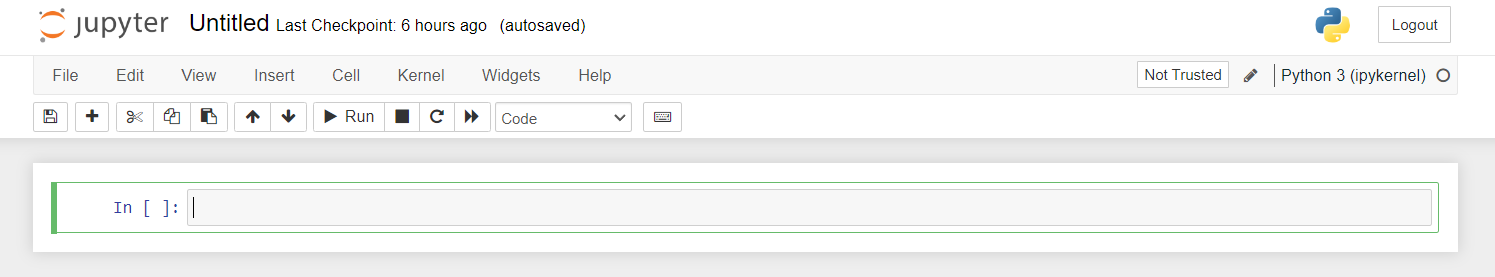 jupyter Untitled Last Checkpoint: 6 hours ago (autosaved) Logout
File Edit View Insert Cell Kernel Widgets Help Not Trusted Python 3 (ipykernel)
Run Code
In [ ]: